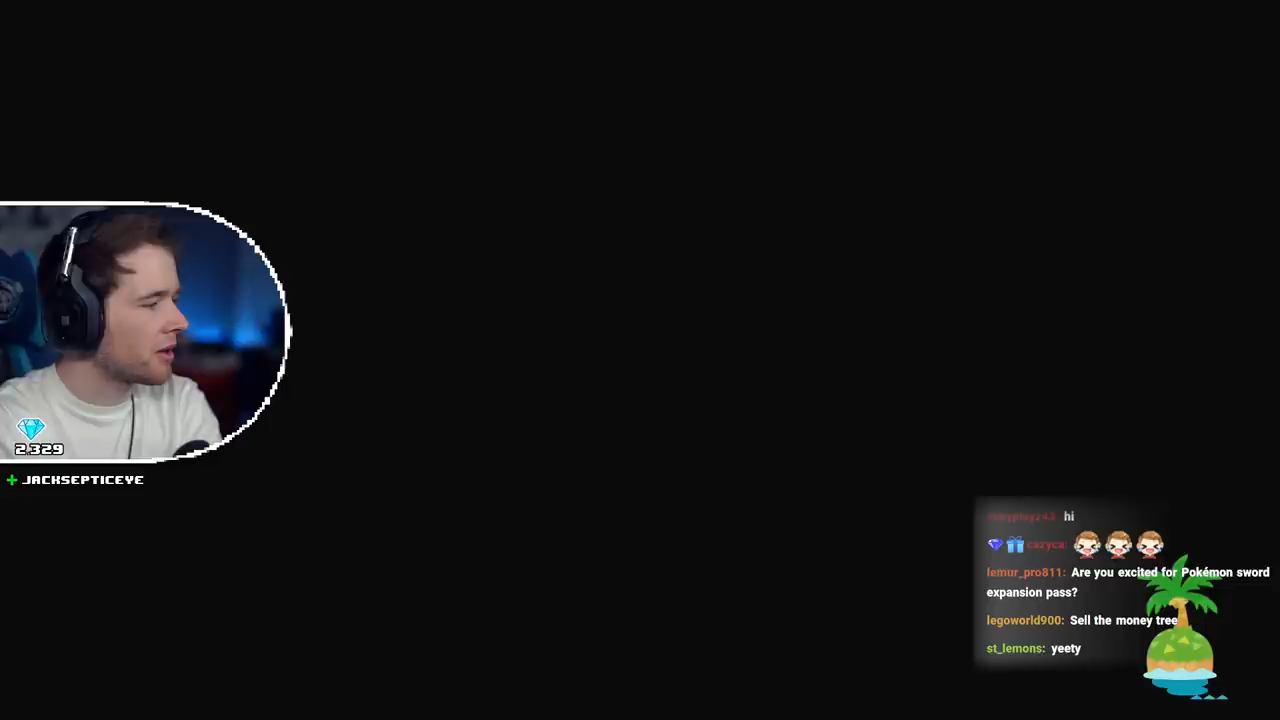 2,329
+ JACKSEPTICEYE
hi
cazyca:
lemur_pro811: Are you excited for Pokémon sword
expansion pass?
legoworld900: Sell the money tree
st_lemons: yeety